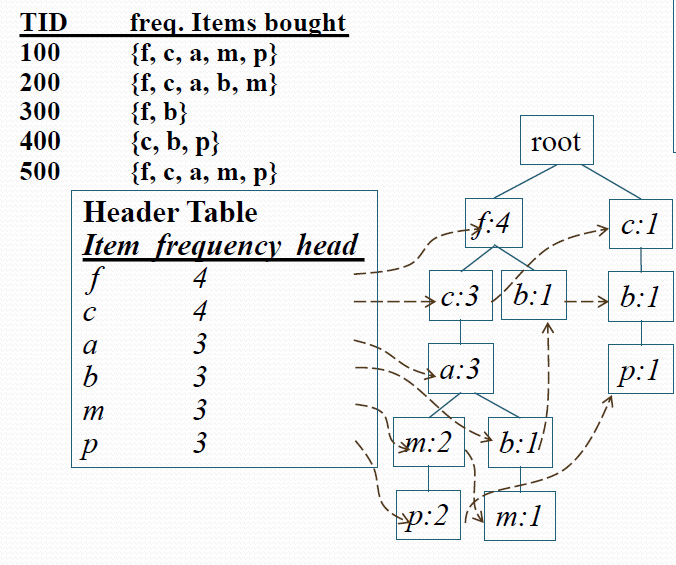 TID freq. Items bought
100 {f, c, a, m, p}
200 {f, c, a, b, m}
300 {f, b}
400 {c, b, p}
500 {f, c, a, m, p}
Header Table
Item frequency head
f 4
c 4
a 3
b 3
m 3
p 3
root
f:4 c:1
c:3 b:1 b:1
a:3 p:1
m:2 b:1
p:2 m:1